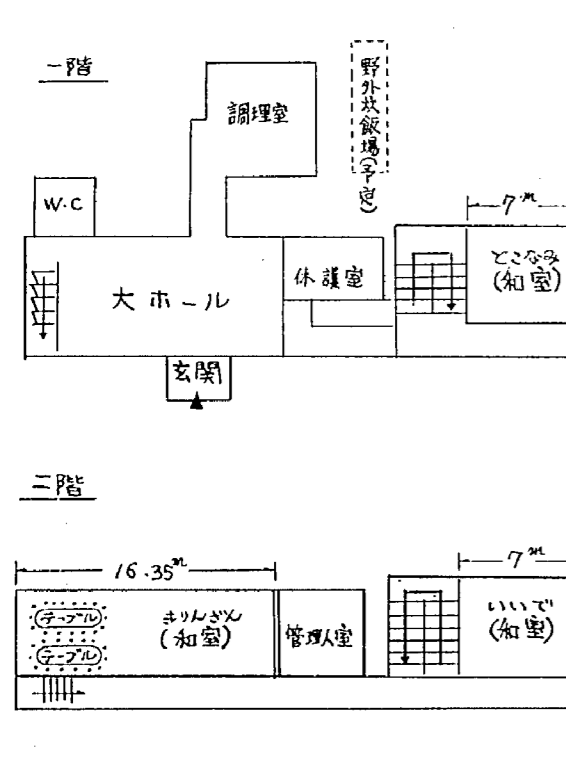 一階
野外炊飯場(予定)
調理室
W.C
7m
とこなみ
(和室)
休護室
大ホール
玄関
二階
16.35m
7m
きりんざん
(和室)
テーブル
テーブル
管理人室
いいで
(和室)